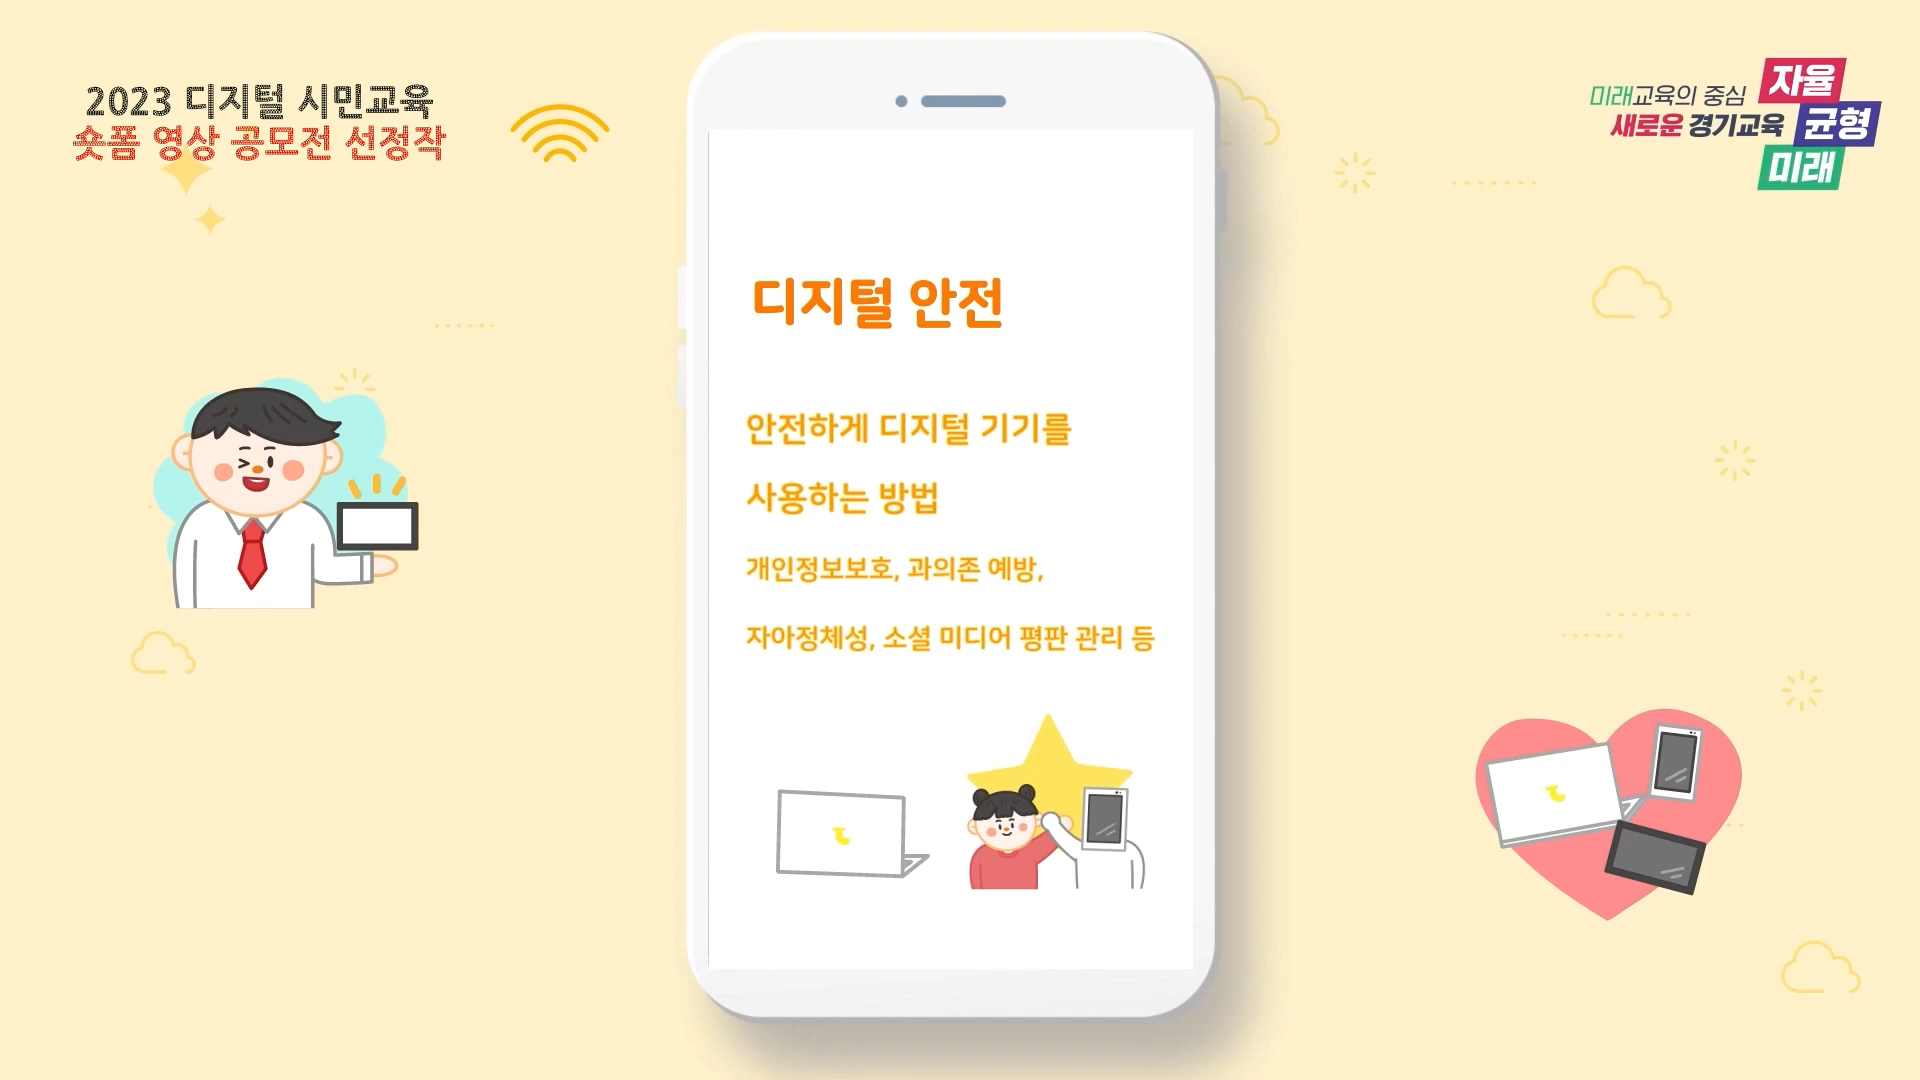 2023 디지털 시민교육
숏폼 영상 공모전 선정작
미래교육의 중심
새로운 경기교육
자율
균형
미래
디지털 안전
안전하게 디지털 기기를
사용하는 방법
개인정보보호, 과의존 예방,
자아정체성, 소셜 미디어 평판 관리 등